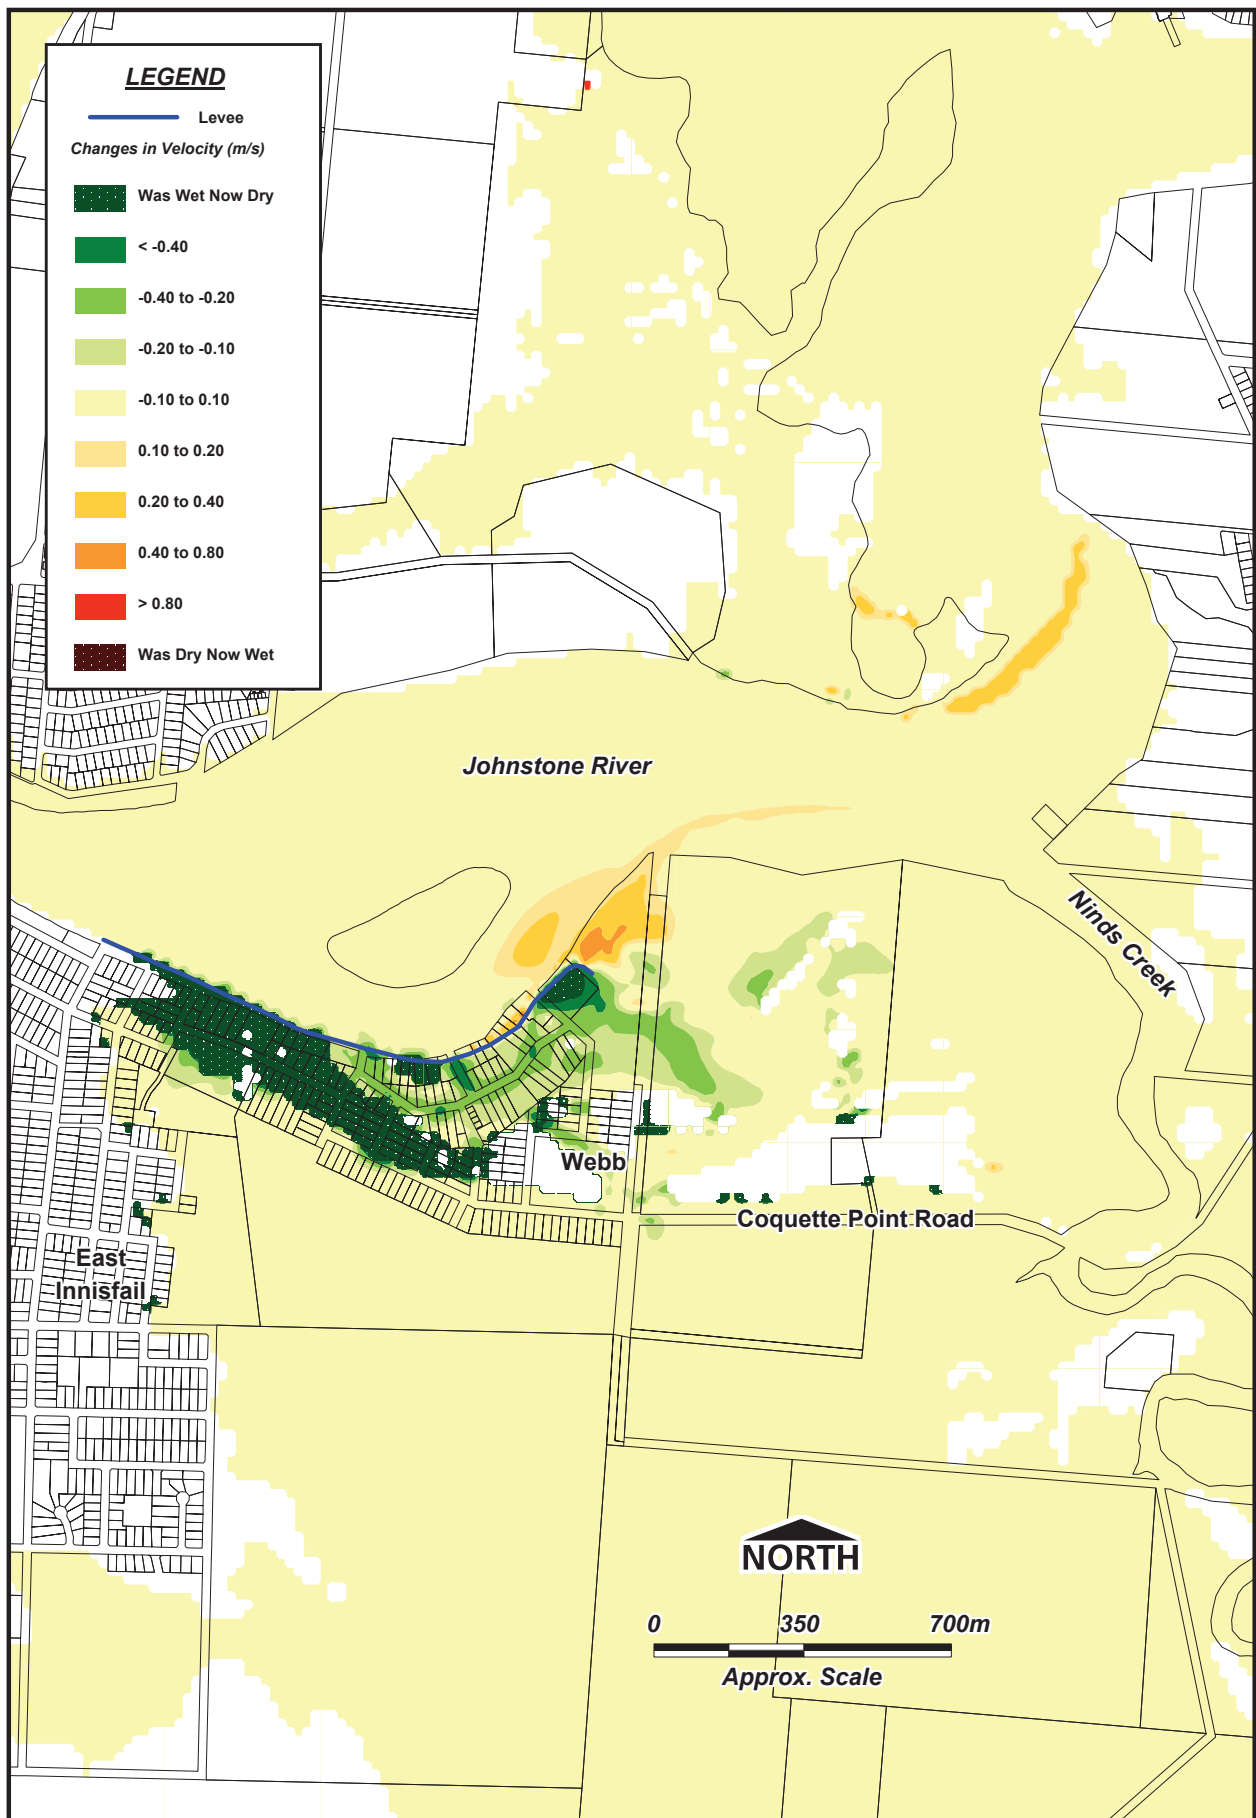 LEGEND
Levee
Changes in Velocity (m/s)
Was Wet Now Dry
< -0.40
-0.40 to -0.20
-0.20 to -0.10
-0.10 to 0.10
0.10 to 0.20
0.20 to 0.40
0.40 to 0.80
> 0.80
Was Dry Now Wet
Johnstone River
Ninds Creek
Webb
Coquette Point Road
East
Innisfail
NORTH
0 350 700m
Approx. Scale